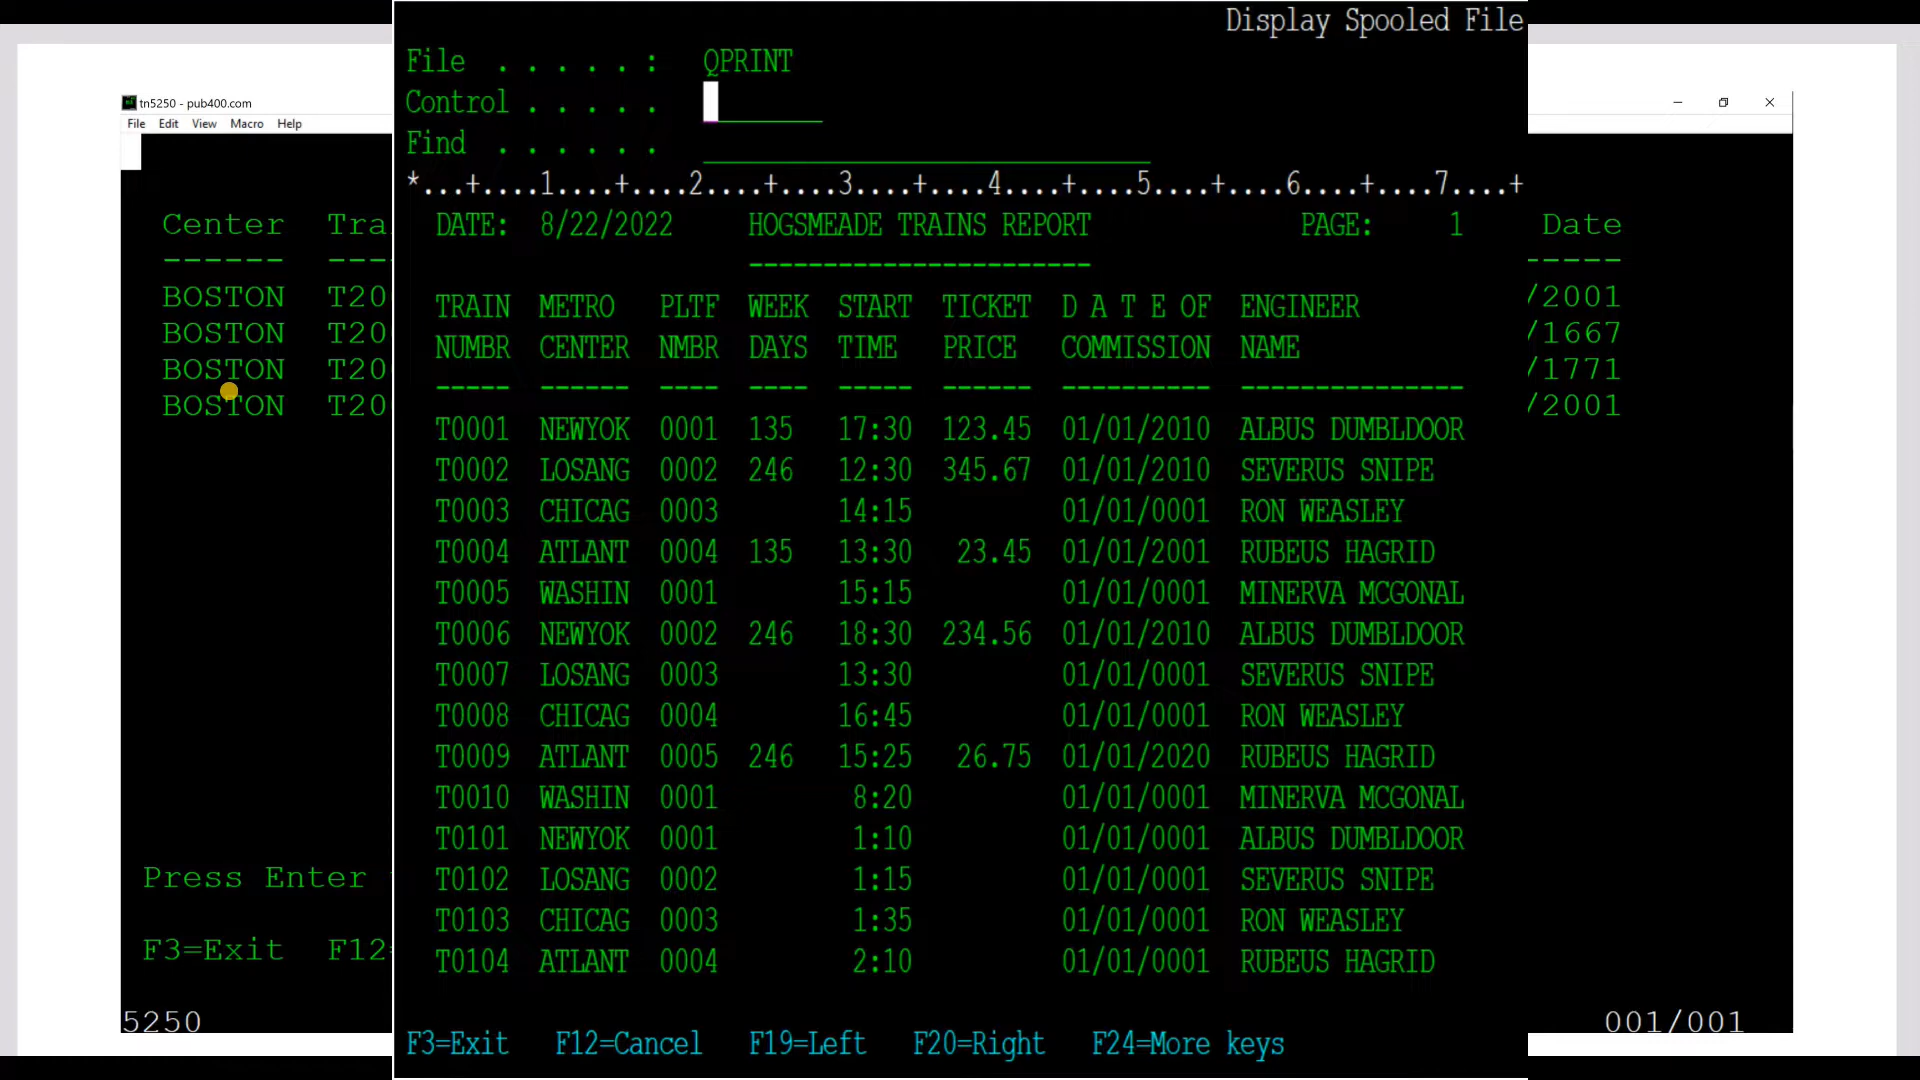 Display Spooled File
File . . . . . : QPRINT
Control . . . . .
Find . . . . . .
*...+....1....+....2....+....3....+....4....+....5....+....6....+....7....+
DATE: 8/22/2022 HOGSMEADE TRAINS REPORT PAGE: 1
-----------------------
TRAIN METRO PLTF WEEK START TICKET D A T E OF ENGINEER
NUMBR CENTER NMBR DAYS TIME PRICE COMMISSION NAME
----- ------ ---- ---- ----- ------ ---------- ---------------
T0001 NEWYOK 0001 135 17:30 123.45 01/01/2010 ALBUS DUMBLDOOR
T0002 LOSANG 0002 246 12:30 345.67 01/01/2010 SEVERUS SNIPE
T0003 CHICAG 0003 14:15 01/01/0001 RON WEASLEY
T0004 ATLANT 0004 135 13:30 23.45 01/01/2001 RUBEUS HAGRID
T0005 WASHIN 0001 15:15 01/01/0001 MINERVA MCGONAL
T0006 NEWYOK 0002 246 18:30 234.56 01/01/2010 ALBUS DUMBLDOOR
T0007 LOSANG 0003 13:30 01/01/0001 SEVERUS SNIPE
T0008 CHICAG 0004 16:45 01/01/0001 RON WEASLEY
T0009 ATLANT 0005 246 15:25 26.75 01/01/2020 RUBEUS HAGRID
T0010 WASHIN 0001 8:20 01/01/0001 MINERVA MCGONAL
T0101 NEWYOK 0001 1:10 01/01/0001 ALBUS DUMBLDOOR
T0102 LOSANG 0002 1:15 01/01/0001 SEVERUS SNIPE
T0103 CHICAG 0003 1:35 01/01/0001 RON WEASLEY
T0104 ATLANT 0004 2:10 01/01/0001 RUBEUS HAGRID
F3=Exit F12=Cancel F19=Left F20=Right F24=More keys
tn5250 - pub400.com
File Edit View Macro Help
Center Tra Date
------ ---- -----
BOSTON T20 /2001
BOSTON T20 /1667
BOSTON T20 /1771
BOSTON T20 /2001
Press Enter
F3=Exit F12=
5250 001/001